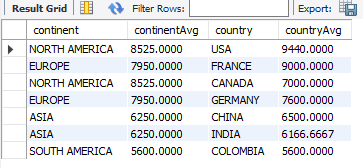 Result Grid Filter Rows: Export:
continent continentAvg country countryAvg
NORTH AMERICA 8525.0000 USA 9440.0000
EUROPE 7950.0000 FRANCE 9000.0000
NORTH AMERICA 8525.0000 CANADA 7000.0000
EUROPE 7950.0000 GERMANY 7600.0000
ASIA 6250.0000 CHINA 6500.0000
ASIA 6250.0000 INDIA 6166.6667
SOUTH AMERICA 5600.0000 COLOMBIA 5600.0000